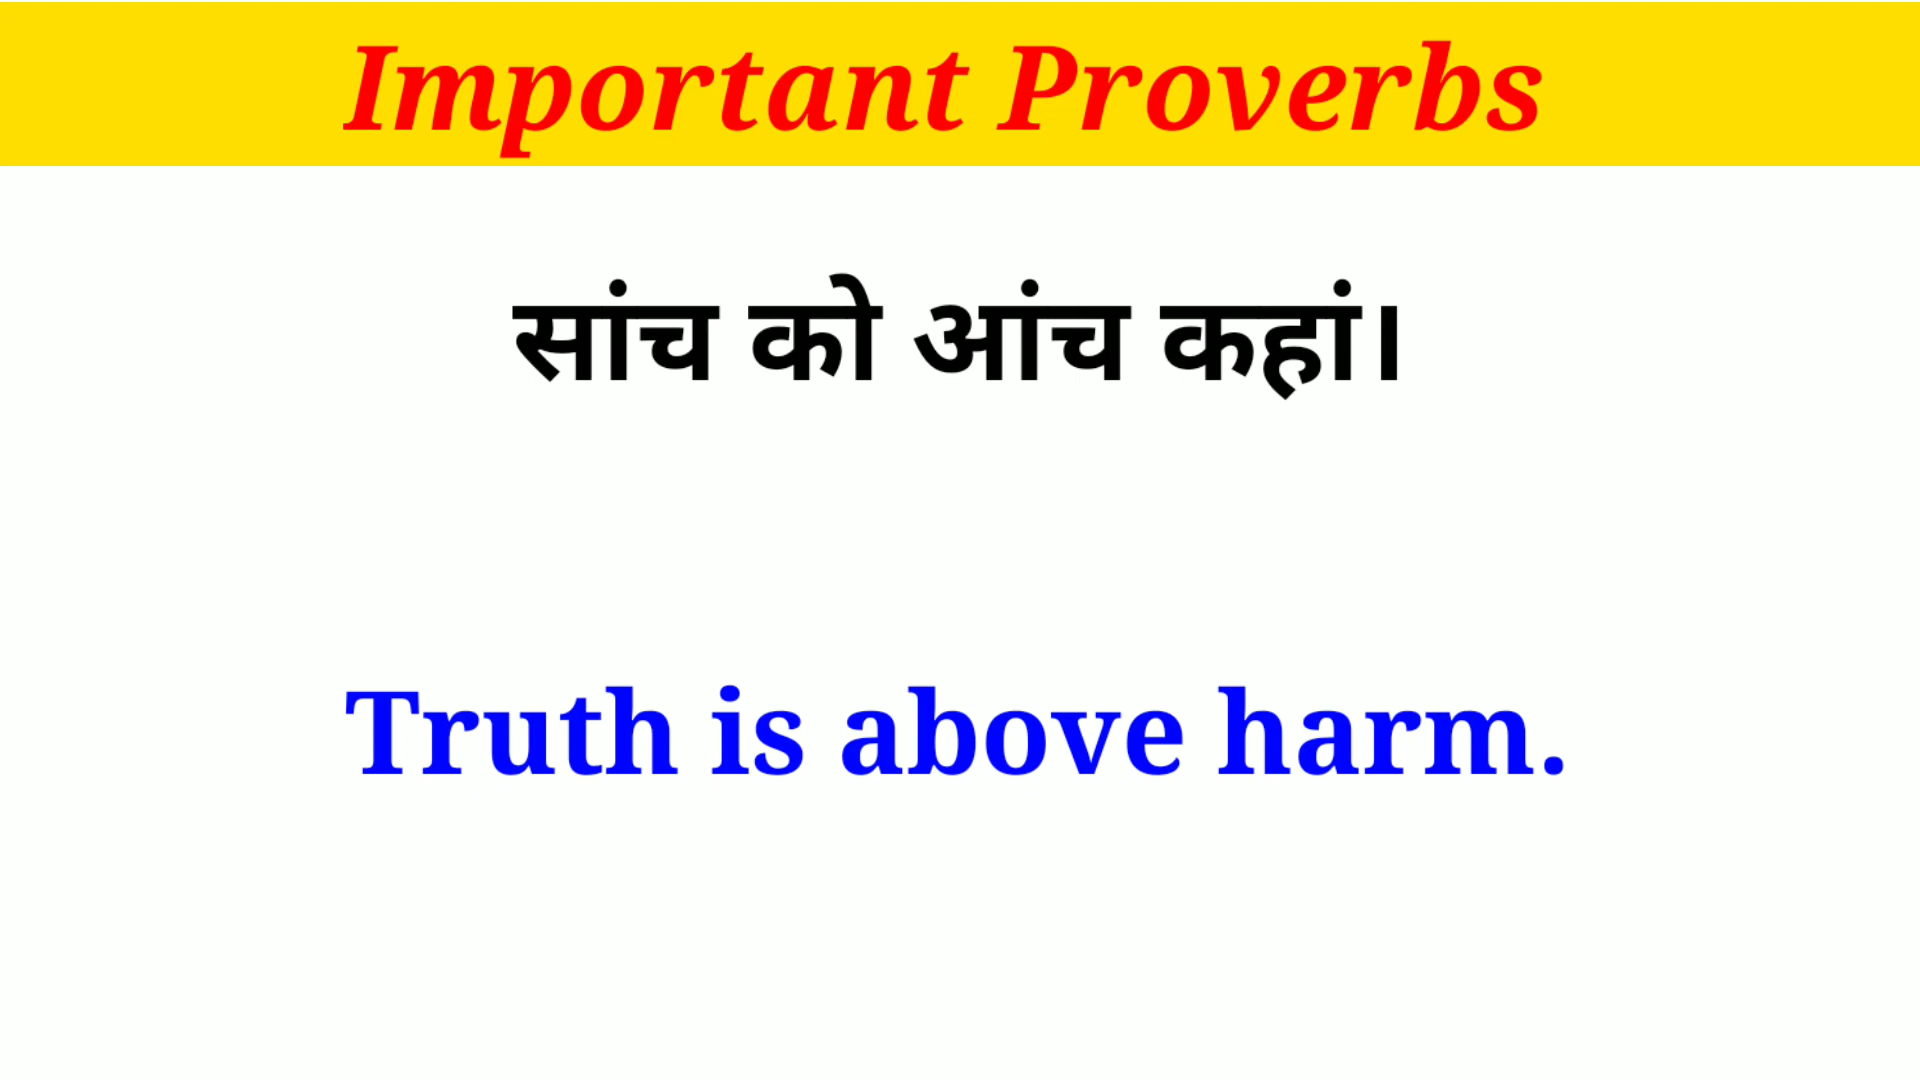 Important Proverbs
सांच को आंच कहां।
Truth is above harm.